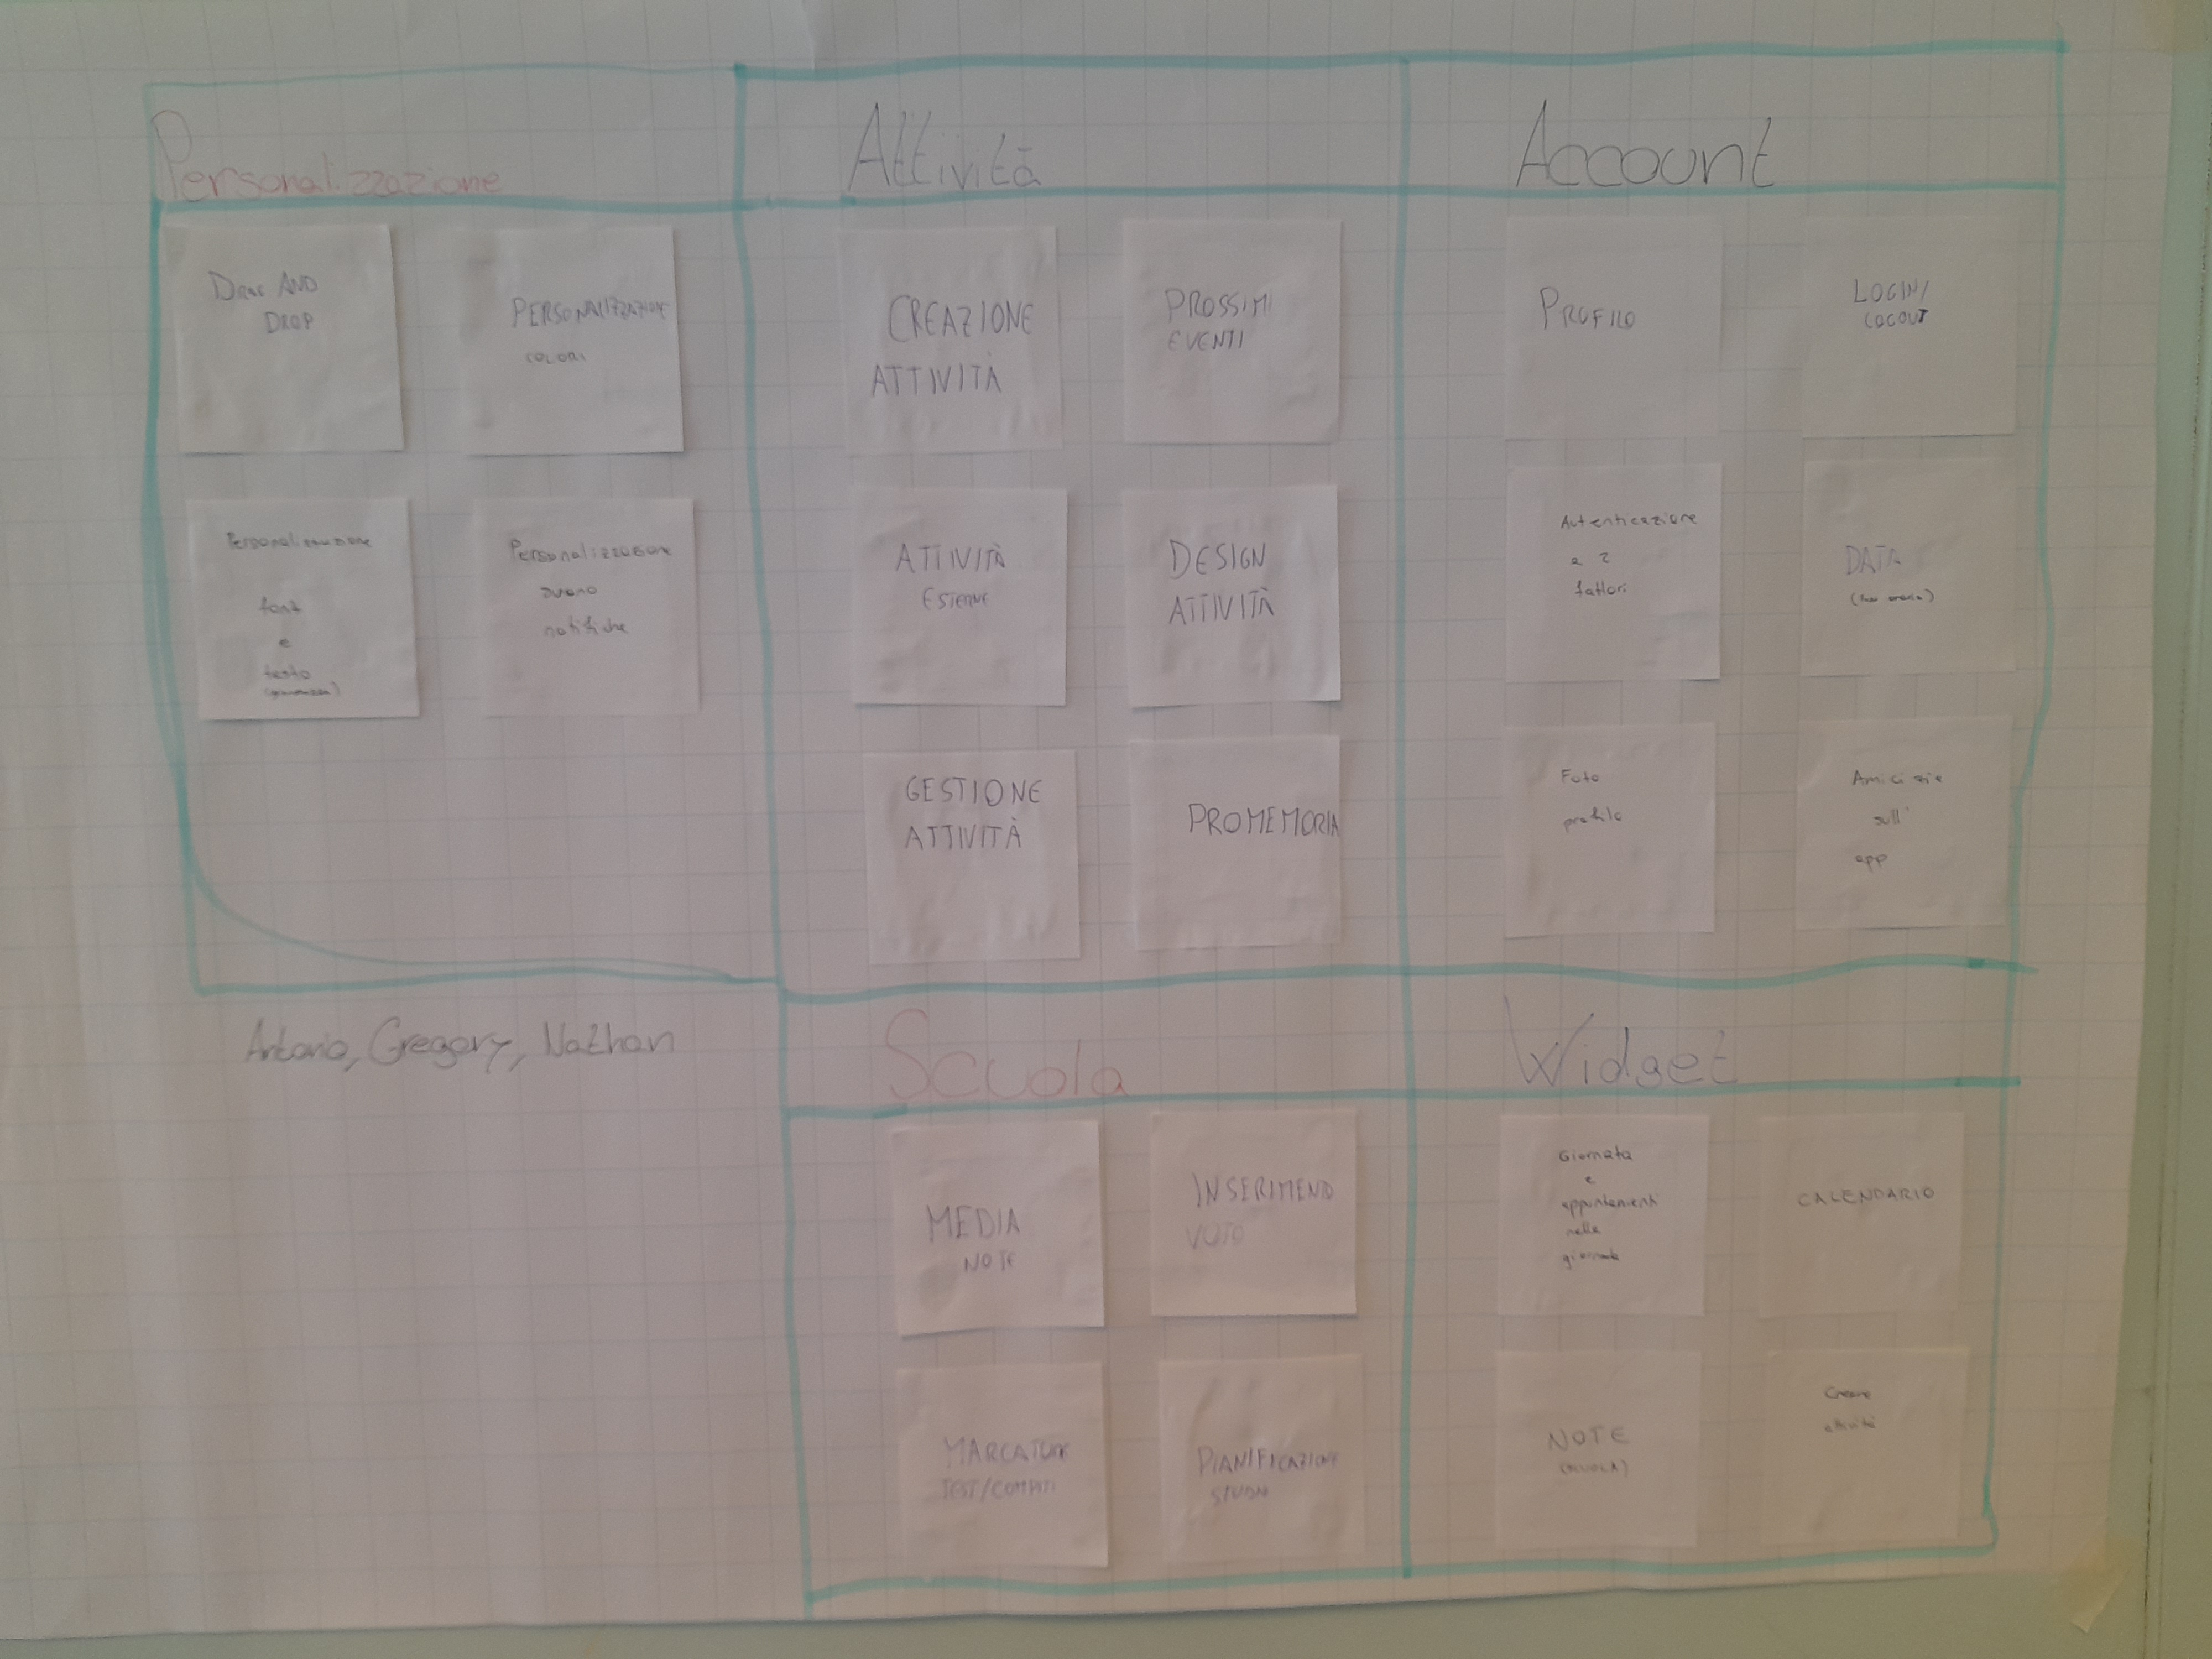 Personalizzazione
DRAG AND
DROP
PERSONALIZZAZIONE
COLORI
Personalizzazione
font
e
testo
Personalizzazione
suono
notifiche
Attività
CREAZIONE
ATTIVITÀ
PROSSIMI
EVENTI
ATTIVITÀ
ESTERNE
DESIGN
ATTIVITÀ
GESTIONE
ATTIVITÀ
PROMEMORIA
Account
PROFILO
LOGIN/
LOGOUT
Autenticazione
a 2
fattori
DATA
Foto
profilo
Amicizie
sull'
app
Antonio, Gregory, Nathan
Scuola
MEDIA
NOTE
INSERIMENTO
VOTO
MARCATURE
TEST/COMPITI
PIANIFICAZIONE
STUDIO
Widget
Giornata
e
appuntamenti
nella
giornata
CALENDARIO
NOTE
(SCUOLA)
Creare
attività